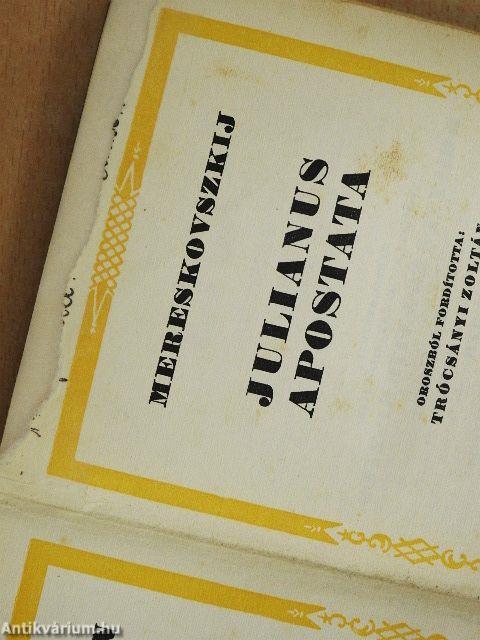 MERESKOVSZKIJ
JULIANUS
APOSTATA
OROSZBÓL FORDÍTOTTA:
TRÓCSÁNYI ZOLTÁN
Antikvárium.hu